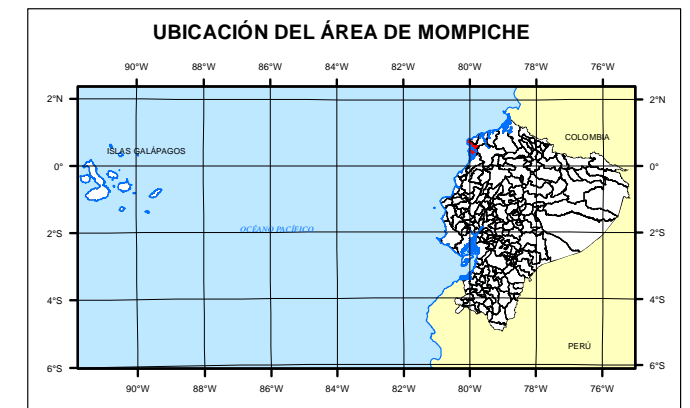 UBICACIÓN DEL ÁREA DE MOMPICHE
90°W 88°W 86°W 84°W 82°W 80°W 78°W 76°W
2°N 2°N
COLOMBIA
ISLAS GALÁPAGOS
0° 0°
OCÉANO PACÍFICO
2°S 2°S
4°S 4°S
PERÚ
6°S 6°S
90°W 88°W 86°W 84°W 82°W 80°W 78°W 76°W